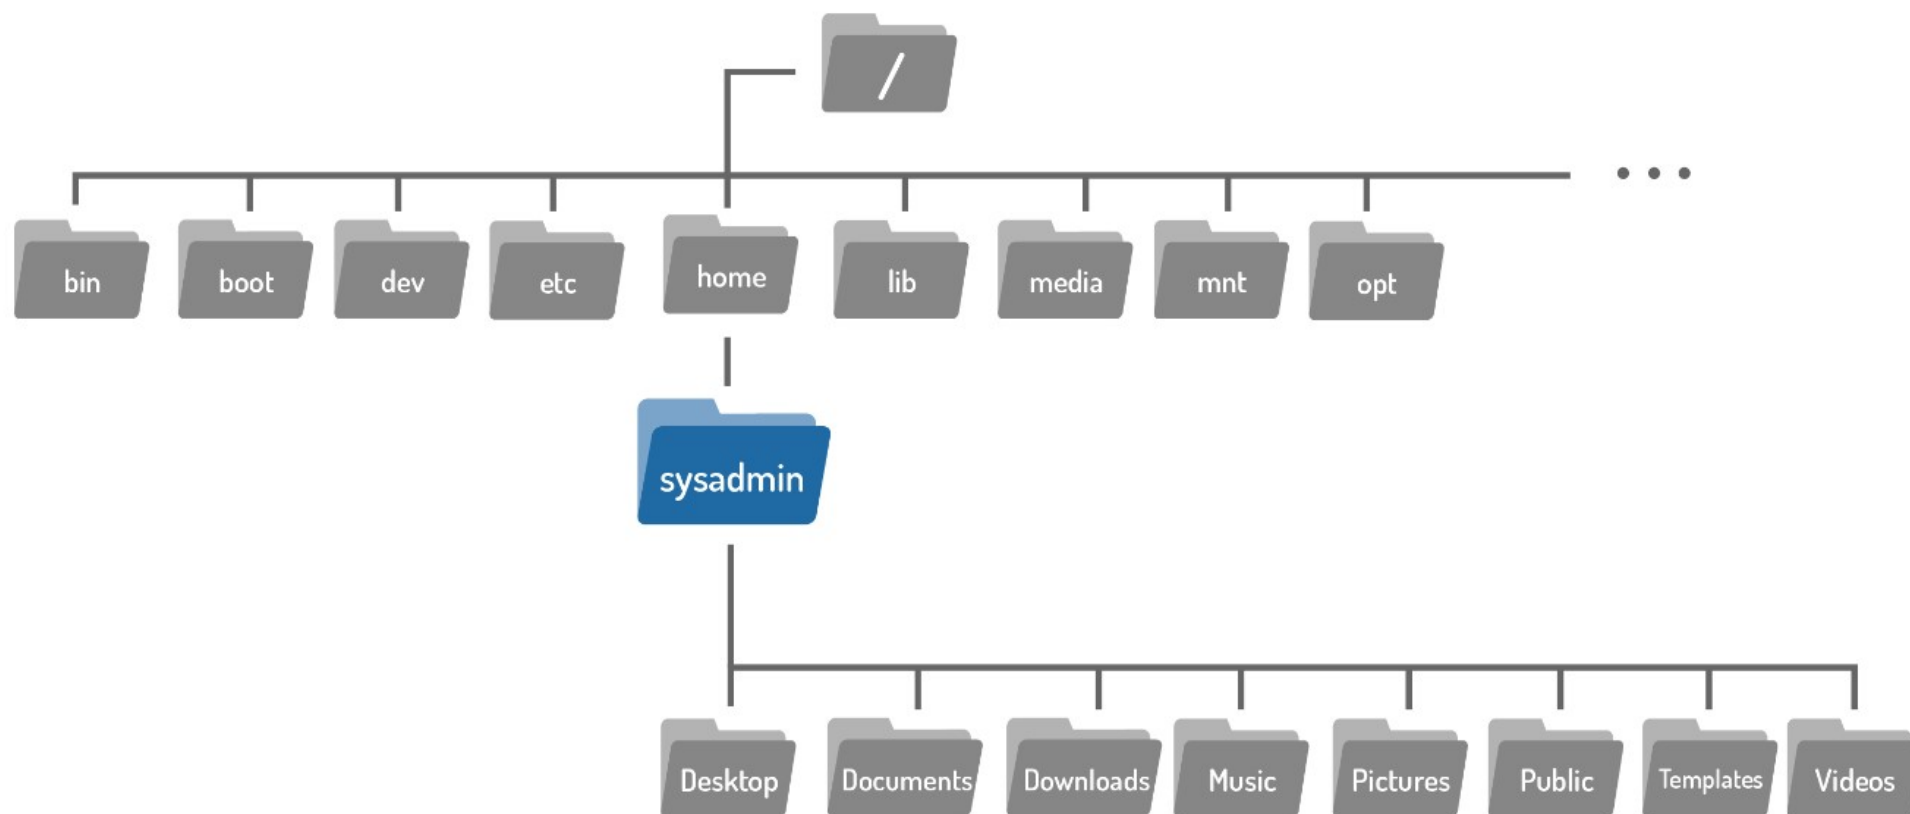 /
bin
boot
dev
etc
home
lib
media
mnt
opt
sysadmin
Desktop
Documents
Downloads
Music
Pictures
Public
Templates
Videos